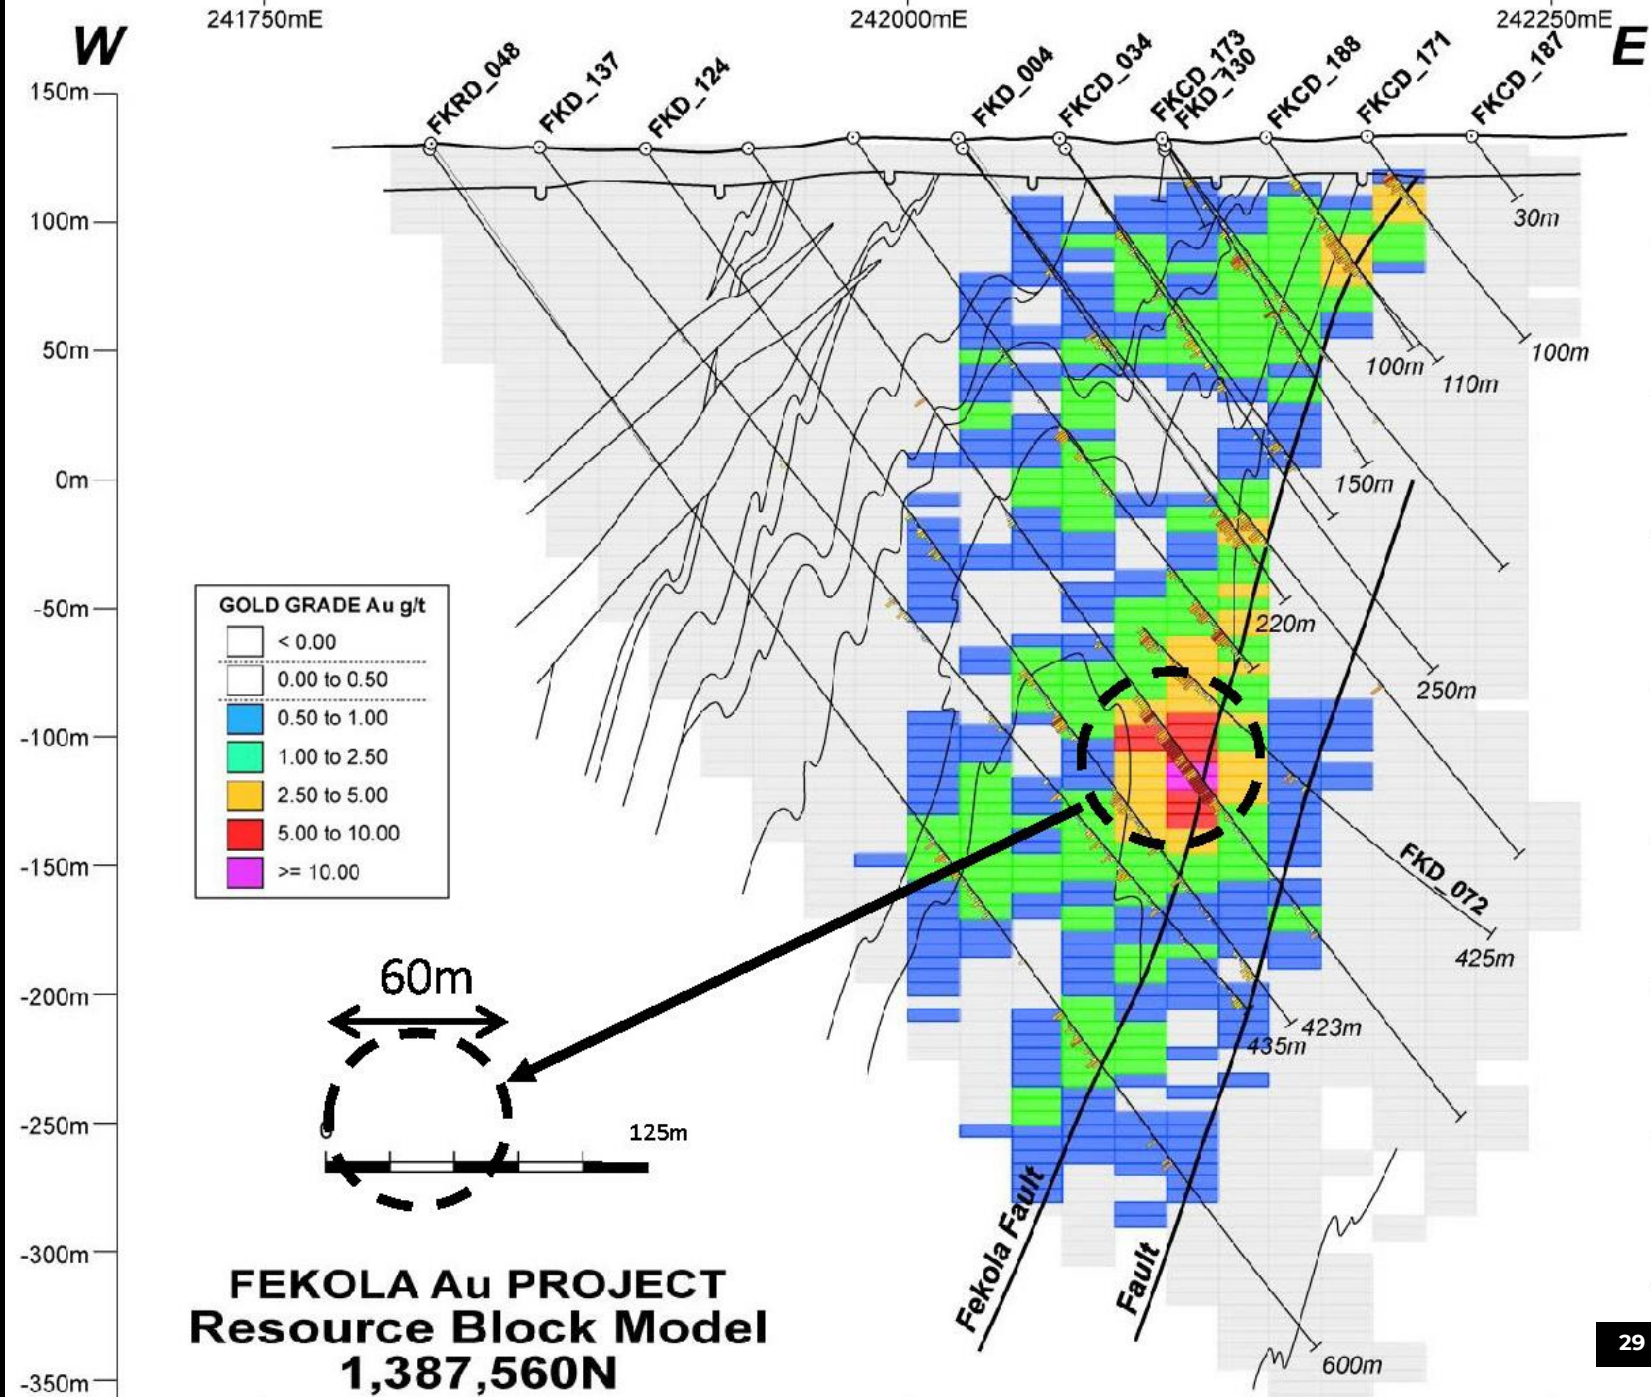 241750mE
242000mE
242250mE
W
E
FKRD_048
FKD_137
FKD_124
FKD_004
FKCD_034
FKCD_173
FKD_130
FKCD_188
FKCD_171
FKCD_187
150m
100m
50m
0m
-50m
-100m
-150m
-200m
-250m
-300m
-350m
30m
100m
100m
110m
150m
220m
250m
FKD_072
425m
423m
435m
600m
GOLD GRADE Au g/t
< 0.00
0.00 to 0.50
0.50 to 1.00
1.00 to 2.50
2.50 to 5.00
5.00 to 10.00
>= 10.00
60m
0
125m
Fekola Fault
Fault
FEKOLA Au PROJECT
Resource Block Model
1,387,560N
29